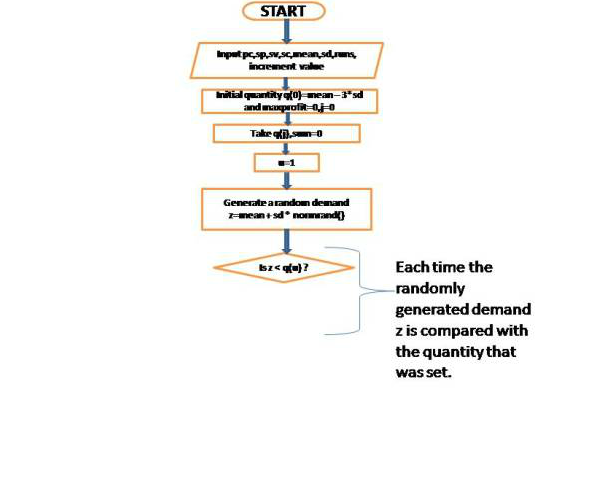 START
Input pc,sp,sv,sc,mean,sd,runs,
increment value
Initial quantity q(0)=mean – 3*sd
and maxprofit=0,j=0
Take q(j),sum=0
u=1
Generate a random demand
z=mean + sd * normrand()
Is z < q(u) ?
Each time the
randomly
generated demand
z is compared with
the quantity that
was set.